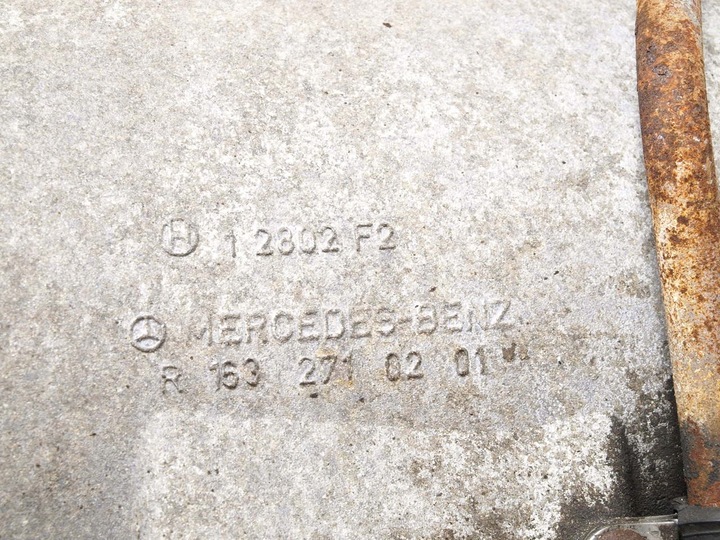 H 1 2802 F2
MERCEDES-BENZ
R 163 271 02 01